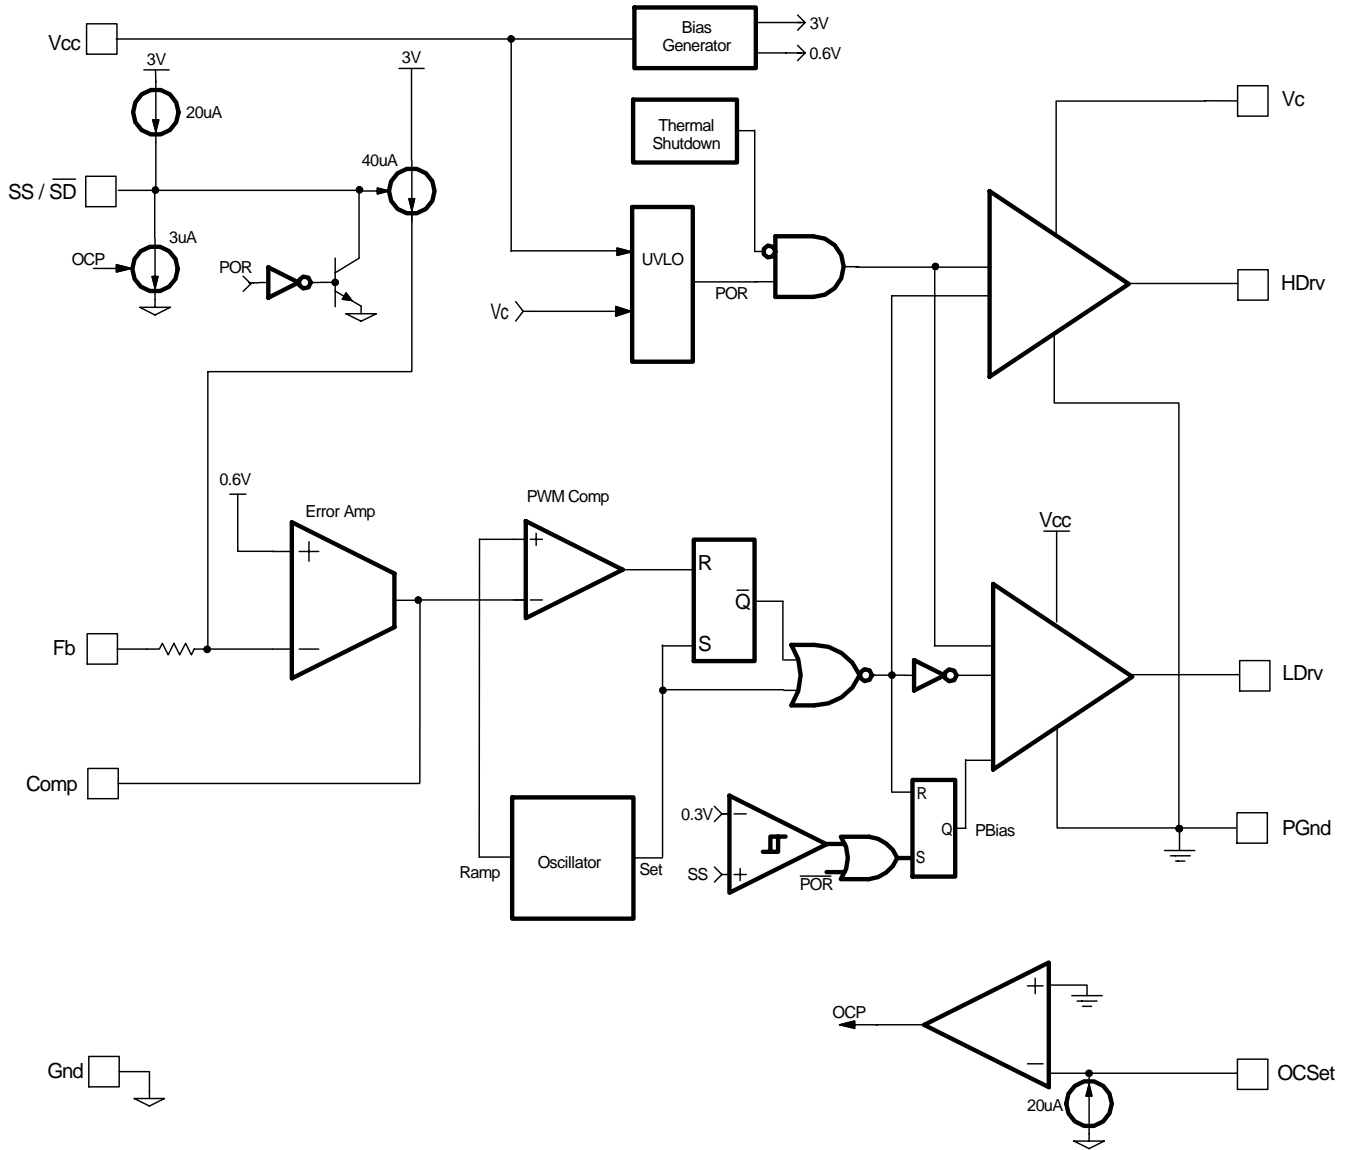 Bias
Generator
3V
0.6V
Vcc
3V
3V
20uA
Vc
Thermal
Shutdown
40uA
SS / S̅D̅
3uA
OCP
POR
UVLO
POR
Vc
HDrv
0.6V
Error Amp
PWM Comp
Vcc
+
+
R
Q̅
−
S
Fb
−
LDrv
Comp
R
0.3V
−
Q
PBias
PGnd
Oscillator
S
Ramp
Set
SS
+
P̅O̅R̅
+
OCP
Gnd
−
OCSet
20uA